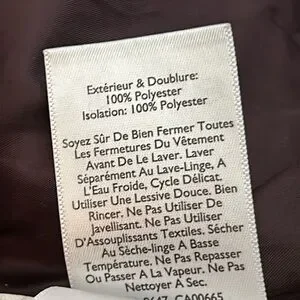 Extérieur & Doublure:
100% Polyester
Isolation: 100% Polyester
Soyez Sûr De Bien Fermer Toutes
Les Fermetures Du Vêtement
Avant De Le Laver. Laver
Séparément Au Lave-Linge, A
L'Eau Froide, Cycle Délicat.
Utiliser Une Lessive Douce. Bien
Rincer. Ne Pas Utiliser De
Javellisant. Ne Pas Utiliser
D'Assouplissants Textiles. Sécher
Au Sèche-linge A Basse
Température. Ne Pas Repasser
Ou Passer A La Vapeur. Ne Pas
Nettoyer A Sec.
CA00665